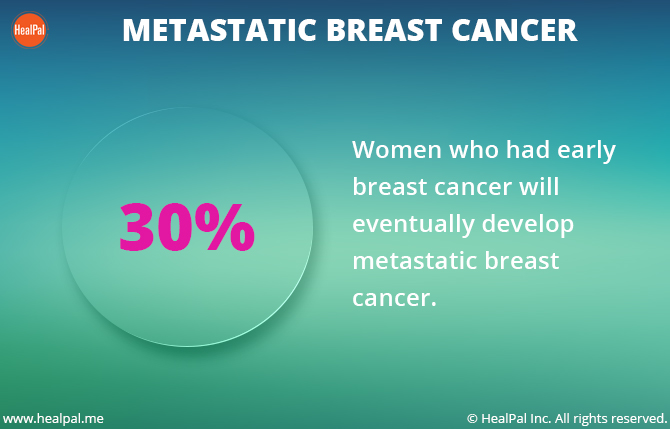 HealPal
METASTATIC BREAST CANCER
30%
Women who had early
breast cancer will
eventually develop
metastatic breast
cancer.
www.healpal.me
© HealPal Inc. All rights reserved.